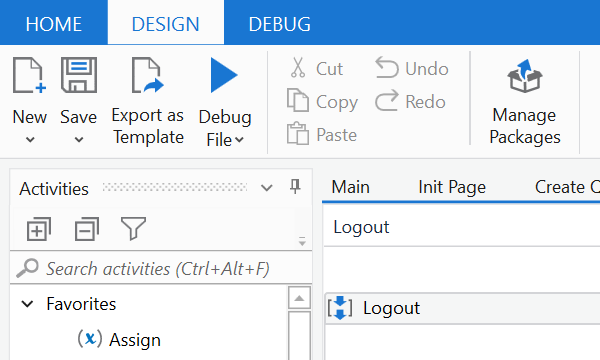 HOME DESIGN DEBUG
New Save Export as Template Debug File
Cut Undo
Copy Redo
Paste
Manage Packages
Activities
Main Init Page Create
Logout
Search activities (Ctrl+Alt+F)
Favorites
Logout
(x) Assign